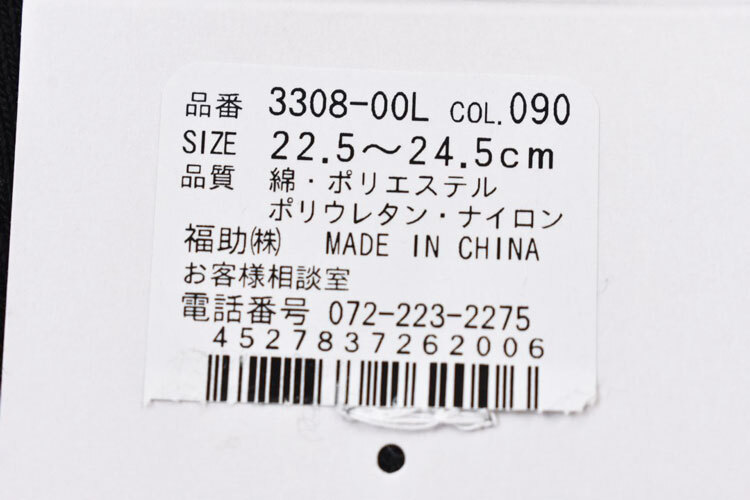 品番 3308-00L COL.090
SIZE 22.5～24.5cm
品質 綿・ポリエステル
ポリウレタン・ナイロン
福助㈱ MADE IN CHINA
お客様相談室
電話番号 072-223-2275
4527837262006